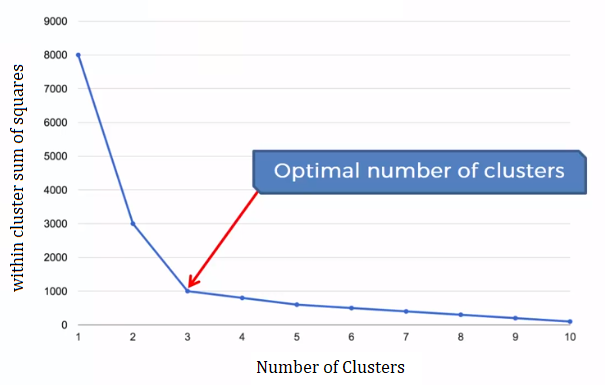 9000
8000
7000
6000
5000
4000
3000
2000
1000
0
within cluster sum of squares
Optimal number of clusters
1 2 3 4 5 6 7 8 9 10
Number of Clusters